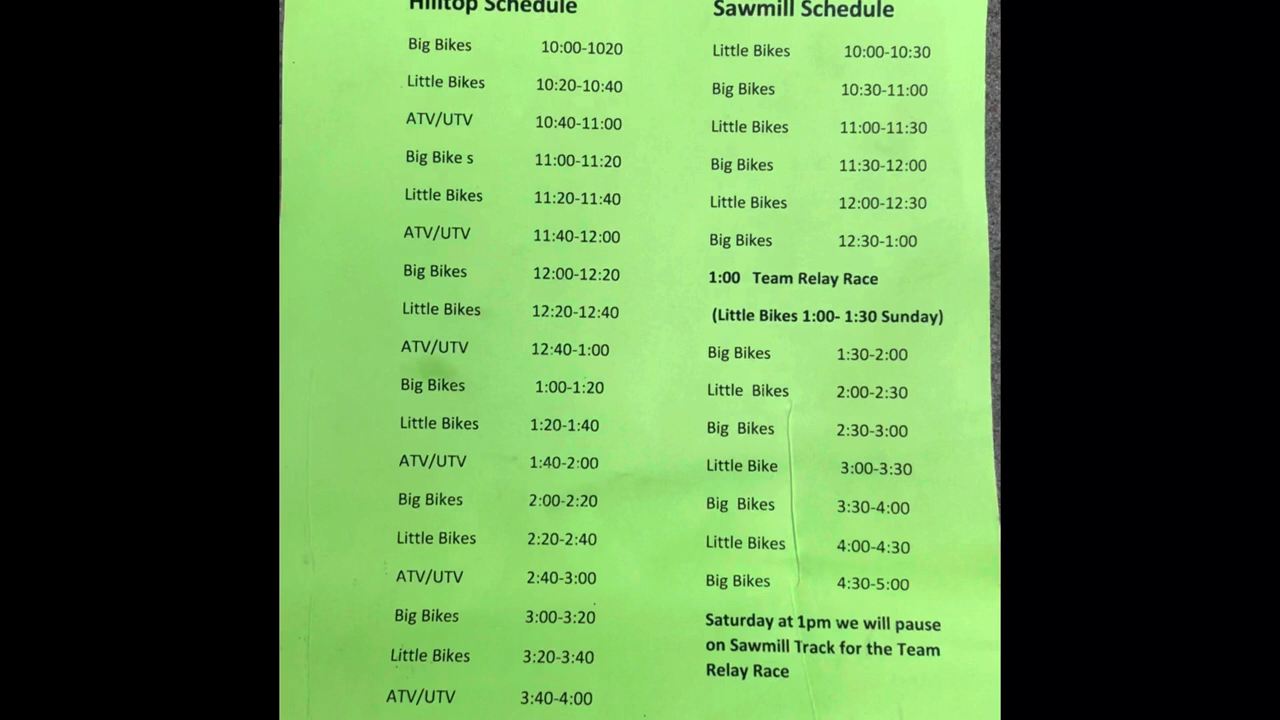 Hilltop Schedule
Big Bikes 10:00-1020
Little Bikes 10:20-10:40
ATV/UTV 10:40-11:00
Big Bike s 11:00-11:20
Little Bikes 11:20-11:40
ATV/UTV 11:40-12:00
Big Bikes 12:00-12:20
Little Bikes 12:20-12:40
ATV/UTV 12:40-1:00
Big Bikes 1:00-1:20
Little Bikes 1:20-1:40
ATV/UTV 1:40-2:00
Big Bikes 2:00-2:20
Little Bikes 2:20-2:40
ATV/UTV 2:40-3:00
Big Bikes 3:00-3:20
Little Bikes 3:20-3:40
ATV/UTV 3:40-4:00
Sawmill Schedule
Little Bikes 10:00-10:30
Big Bikes 10:30-11:00
Little Bikes 11:00-11:30
Big Bikes 11:30-12:00
Little Bikes 12:00-12:30
Big Bikes 12:30-1:00
1:00 Team Relay Race
(Little Bikes 1:00- 1:30 Sunday)
Big Bikes 1:30-2:00
Little Bikes 2:00-2:30
Big Bikes 2:30-3:00
Little Bike 3:00-3:30
Big Bikes 3:30-4:00
Little Bikes 4:00-4:30
Big Bikes 4:30-5:00
Saturday at 1pm we will pause
on Sawmill Track for the Team
Relay Race